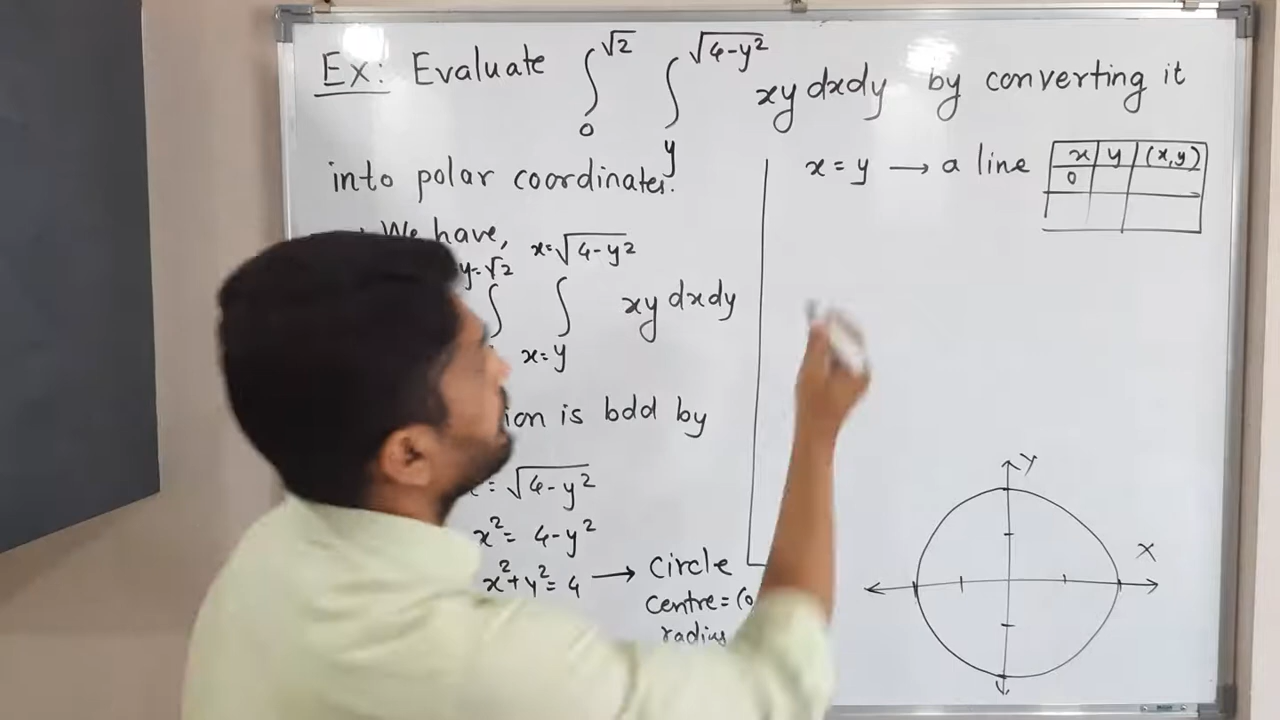 Ex: Evaluate ∫₀^√2 ∫_y^√(4-y²) xy dxdy by converting it
into polar coordinates.
We have,
y=√2 x=√(4-y²)
∫ ∫ xy dxdy
x=y
is bdd by
= √(4-y²)
x² = 4-y²
x²+y²=4 → circle
centre = (0
radius
x = y → a line
x y (x,y)
0
Y
X